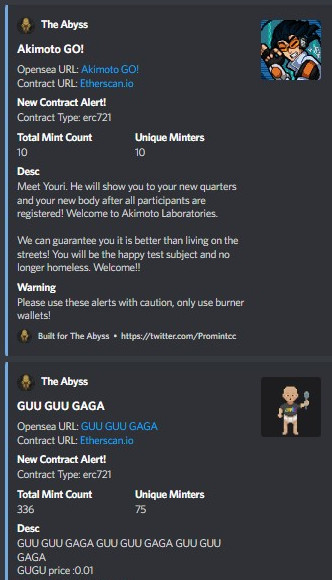 The Abyss
Akimoto GO!
Opensea URL: Akimoto GO!
Contract URL: Etherscan.io
New Contract Alert!
Contract Type: erc721
Total Mint Count Unique Minters
10 10
Desc
Meet Youri. He will show you to your new quarters
and your new body after all participants are
registered! Welcome to Akimoto Laboratories.
We can guarantee you it is better than living on the
streets! You will be the happy test subject and no
longer homeless. Welcome!!
Warning
Please use these alerts with caution, only use burner
wallets!
Built for The Abyss • https://twitter.com/Promintcc
The Abyss
GUU GUU GAGA
Opensea URL: GUU GUU GAGA
Contract URL: Etherscan.io
New Contract Alert!
Contract Type: erc721
Total Mint Count Unique Minters
336 75
Desc
GUU GUU GAGA GUU GUU GAGA GUU GUU
GAGA
GUGU price :0.01